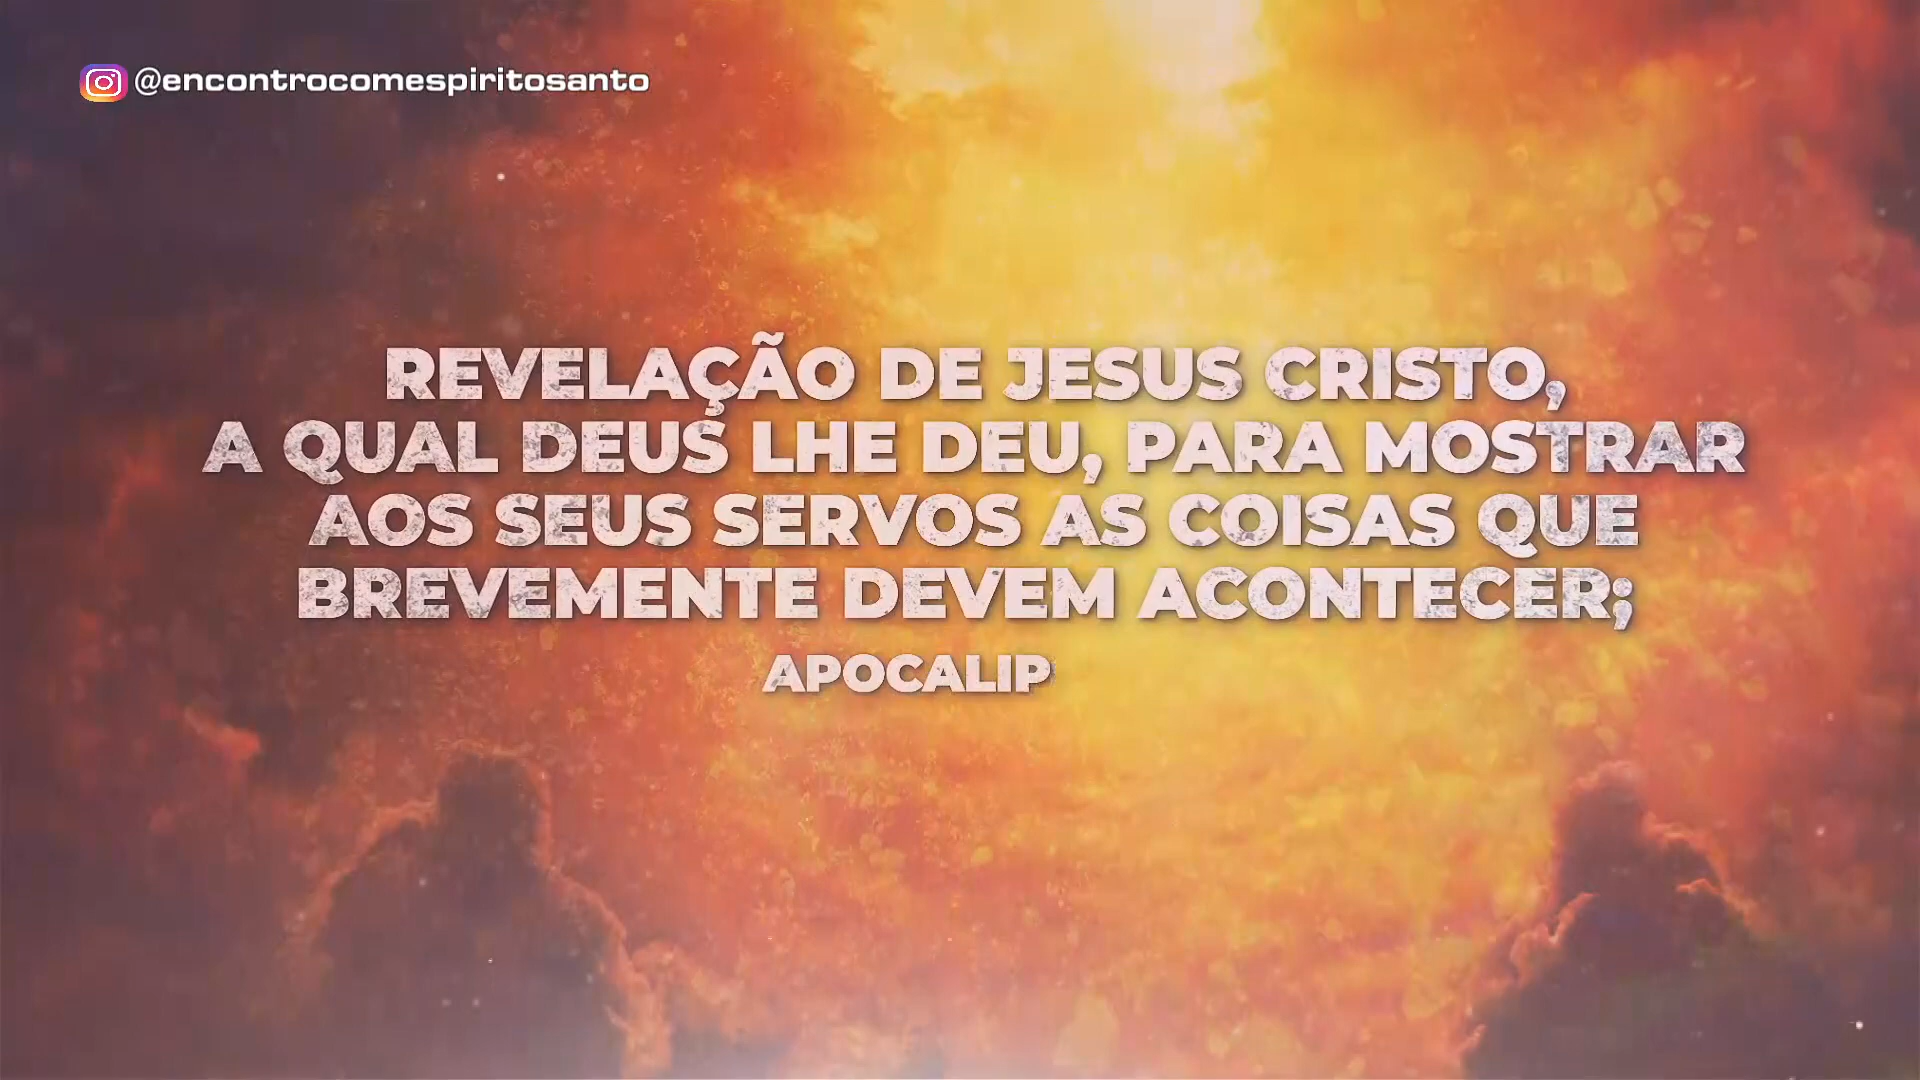 @encontrocomespiritosanto
REVELAÇÃO DE JESUS CRISTO,
A QUAL DEUS LHE DEU, PARA MOSTRAR
AOS SEUS SERVOS AS COISAS QUE
BREVEMENTE DEVEM ACONTECER;
APOCALIP